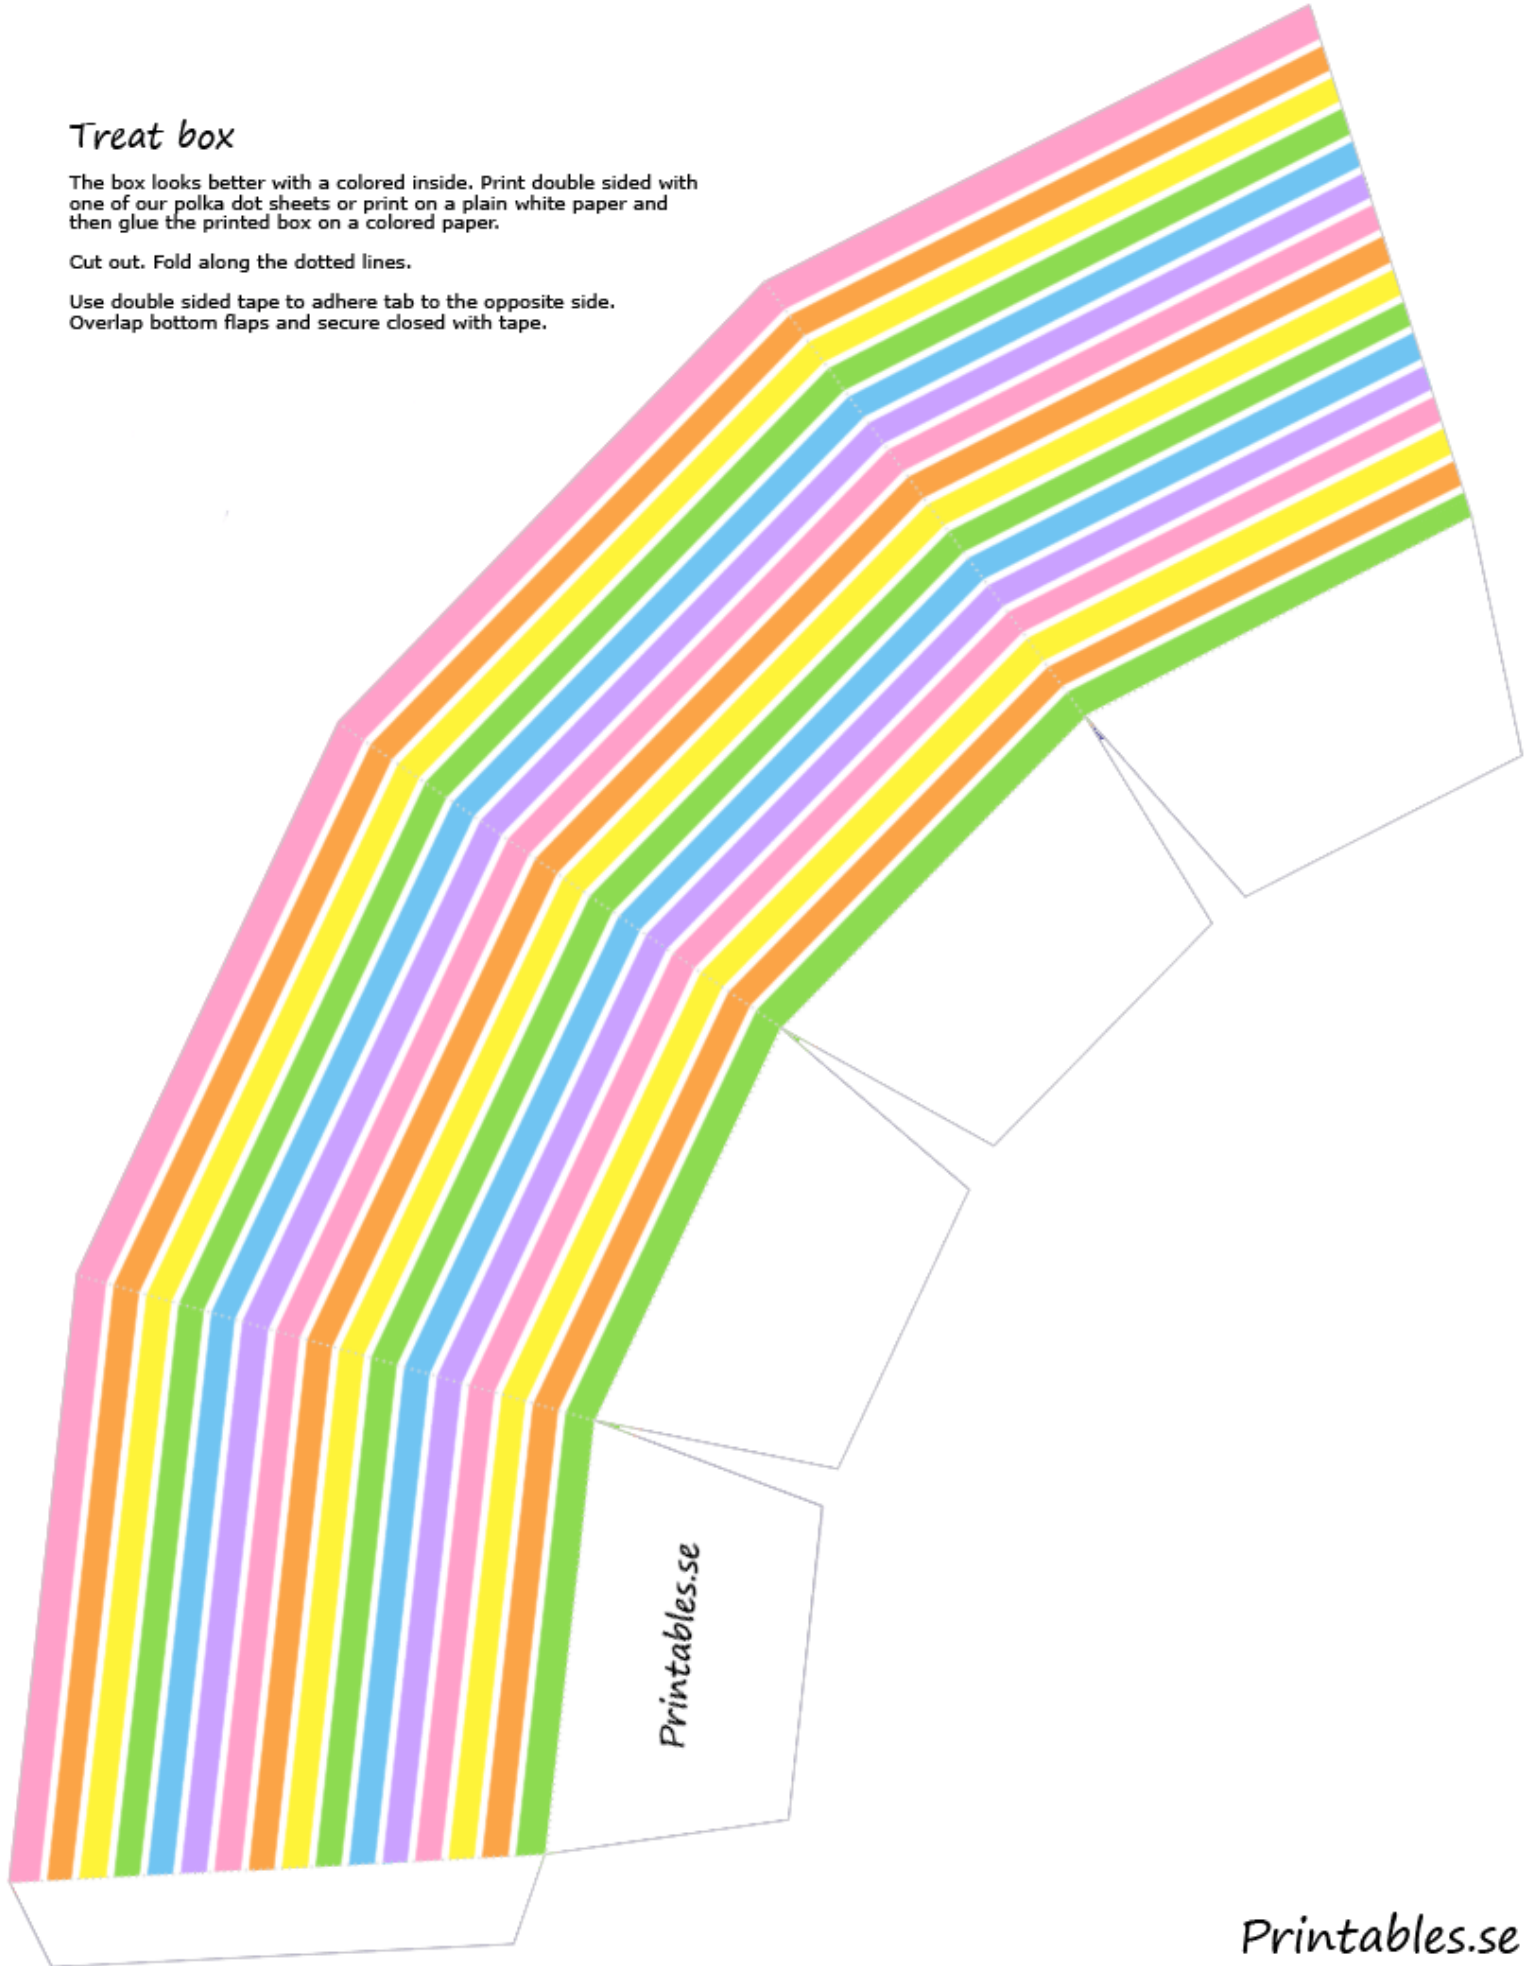 Treat box
The box looks better with a colored inside. Print double sided with
one of our polka dot sheets or print on a plain white paper and
then glue the printed box on a colored paper.
Cut out. Fold along the dotted lines.
Use double sided tape to adhere tab to the opposite side.
Overlap bottom flaps and secure closed with tape.
Printables.se
Printables.se